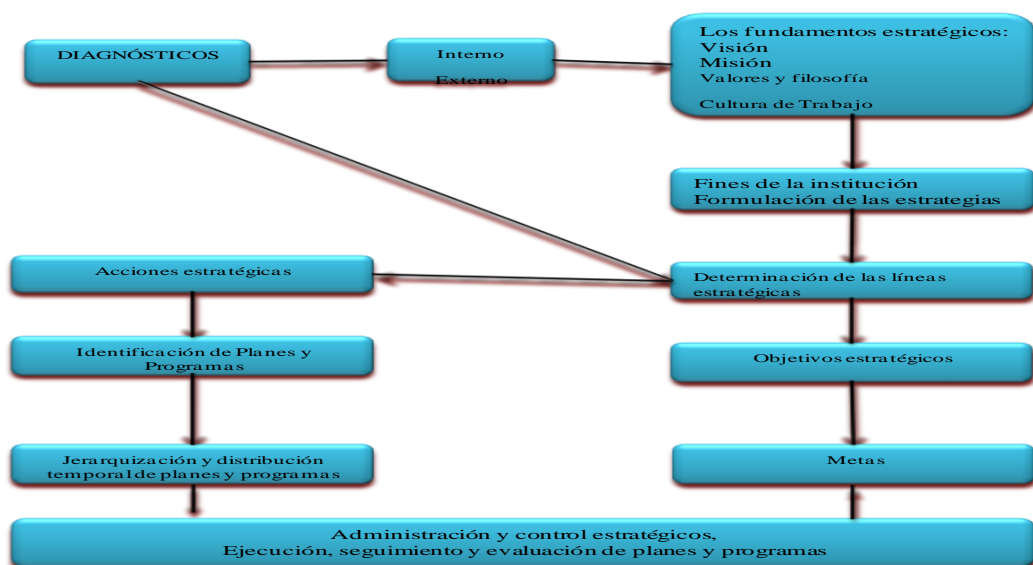 DIAGNÓSTICOS
Interno
Externo
Los fundamentos estratégicos:
Visión
Misión
Valores y filosofía
Cultura de Trabajo
Fines de la institución
Formulación de las estrategias
Acciones estratégicas
Determinación de las líneas
estratégicas
Identificación de Planes y
Programas
Objetivos estratégicos
Jerarquización y distribución
temporal de planes y programas
Metas
Administración y control estratégicos,
Ejecución, seguimiento y evaluación de planes y programas